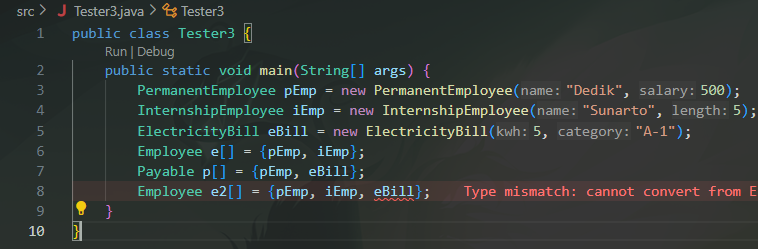 src > J Tester3.java > Tester3
1 public class Tester3 {
Run | Debug
2 public static void main(String[] args) {
3 PermanentEmployee pEmp = new PermanentEmployee(name: "Dedik", salary: 500);
4 InternshipEmployee iEmp = new InternshipEmployee(name: "Sunarto", length: 5);
5 ElectricityBill eBill = new ElectricityBill(kwh: 5, category: "A-1");
6 Employee e[] = {pEmp, iEmp};
7 Payable p[] = {pEmp, eBill};
8 Employee e2[] = {pEmp, iEmp, eBill}; Type mismatch: cannot convert from E
9 }
10 }